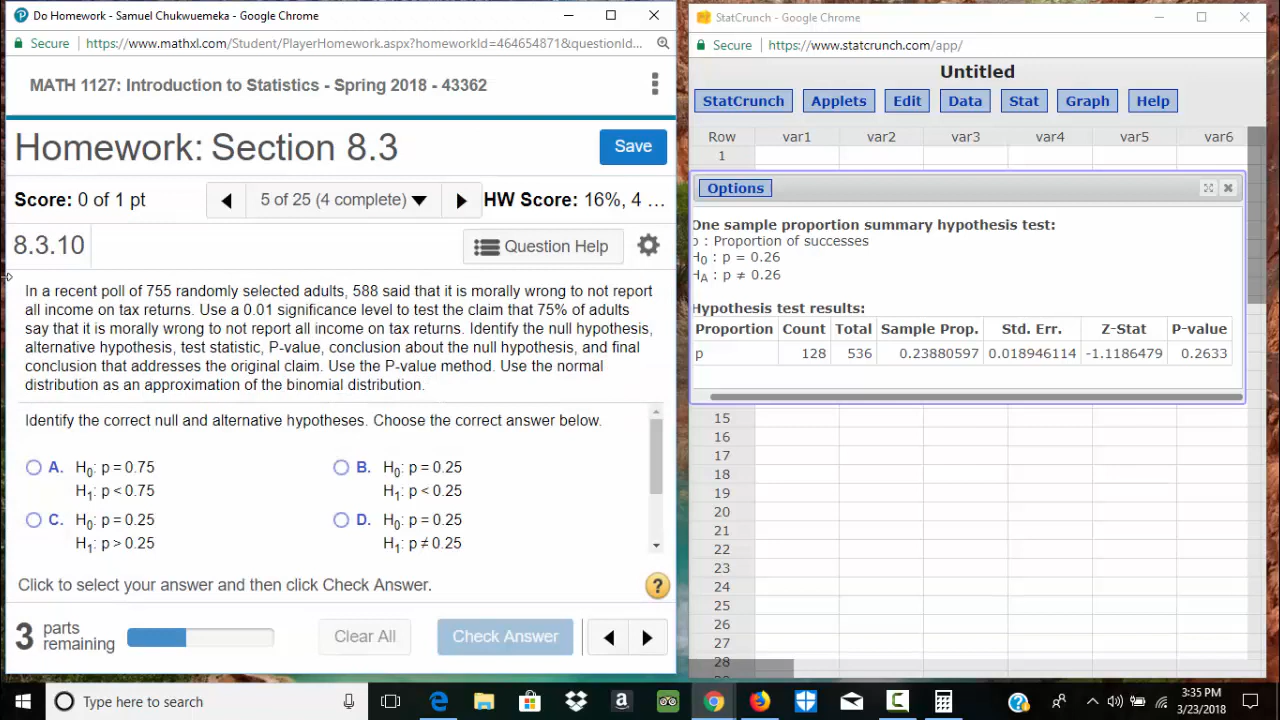 Do Homework - Samuel Chukwuemeka - Google Chrome
Secure https://www.mathxl.com/Student/PlayerHomework.aspx?homeworkId=464654871&questionId...
MATH 1127: Introduction to Statistics - Spring 2018 - 43362
Homework: Section 8.3
Save
Score: 0 of 1 pt
5 of 25 (4 complete)
HW Score: 16%, 4 ...
8.3.10
Question Help
In a recent poll of 755 randomly selected adults, 588 said that it is morally wrong to not report
all income on tax returns. Use a 0.01 significance level to test the claim that 75% of adults
say that it is morally wrong to not report all income on tax returns. Identify the null hypothesis,
alternative hypothesis, test statistic, P-value, conclusion about the null hypothesis, and final
conclusion that addresses the original claim. Use the P-value method. Use the normal
distribution as an approximation of the binomial distribution.
Identify the correct null and alternative hypotheses. Choose the correct answer below.
A. H0: p = 0.75
H1: p < 0.75
B. H0: p = 0.25
H1: p < 0.25
C. H0: p = 0.25
H1: p > 0.25
D. H0: p = 0.25
H1: p ≠ 0.25
Click to select your answer and then click Check Answer.
?
3 parts
remaining
Clear All
Check Answer
StatCrunch - Google Chrome
Secure https://www.statcrunch.com/app/
Untitled
StatCrunch Applets Edit Data Stat Graph Help
Row var1 var2 var3 var4 var5 var6
1
Options
One sample proportion summary hypothesis test:
p : Proportion of successes
H0 : p = 0.26
HA : p ≠ 0.26
Hypothesis test results:
Proportion Count Total Sample Prop. Std. Err. Z-Stat P-value
p 128 536 0.23880597 0.018946114 -1.1186479 0.2633
15
16
17
18
19
20
21
22
23
24
25
26
27
28
Type here to search
3:35 PM
3/23/2018